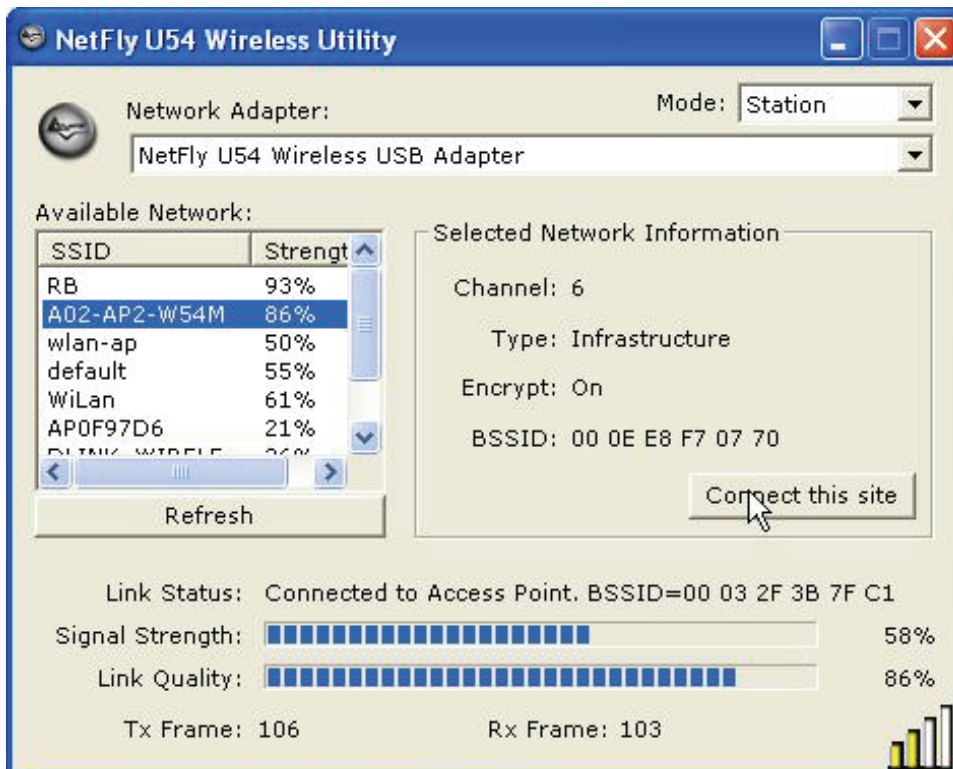 NetFly U54 Wireless Utility
Network Adapter:
Mode: Station
NetFly U54 Wireless USB Adapter
Available Network:
SSID Strengt
RB 93%
A02-AP2-W54M 86%
wlan-ap 50%
default 55%
WiLan 61%
AP0F97D6 21%
Refresh
Selected Network Information
Channel: 6
Type: Infrastructure
Encrypt: On
BSSID: 00 0E E8 F7 07 70
Connect this site
Link Status: Connected to Access Point. BSSID=00 03 2F 3B 7F C1
Signal Strength: 58%
Link Quality: 86%
Tx Frame: 106 Rx Frame: 103